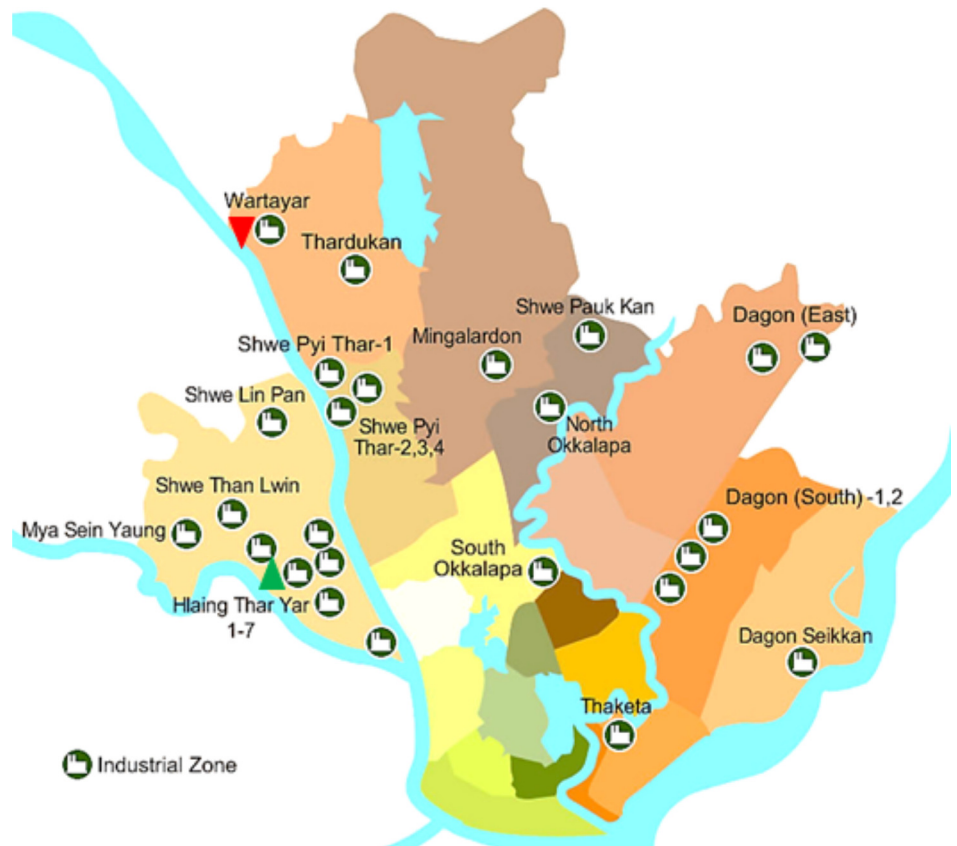 Wartayar
Thardukan
Shwe Pauk Kan
Dagon (East)
Shwe Pyi Thar-1
Mingalardon
Shwe Lin Pan
Shwe Pyi
Thar-2,3,4
North
Okkalapa
Shwe Than Lwin
Dagon (South) -1,2
Mya Sein Yaung
South
Okkalapa
Hlaing Thar Yar
1-7
Dagon Seikkan
Thaketa
Industrial Zone